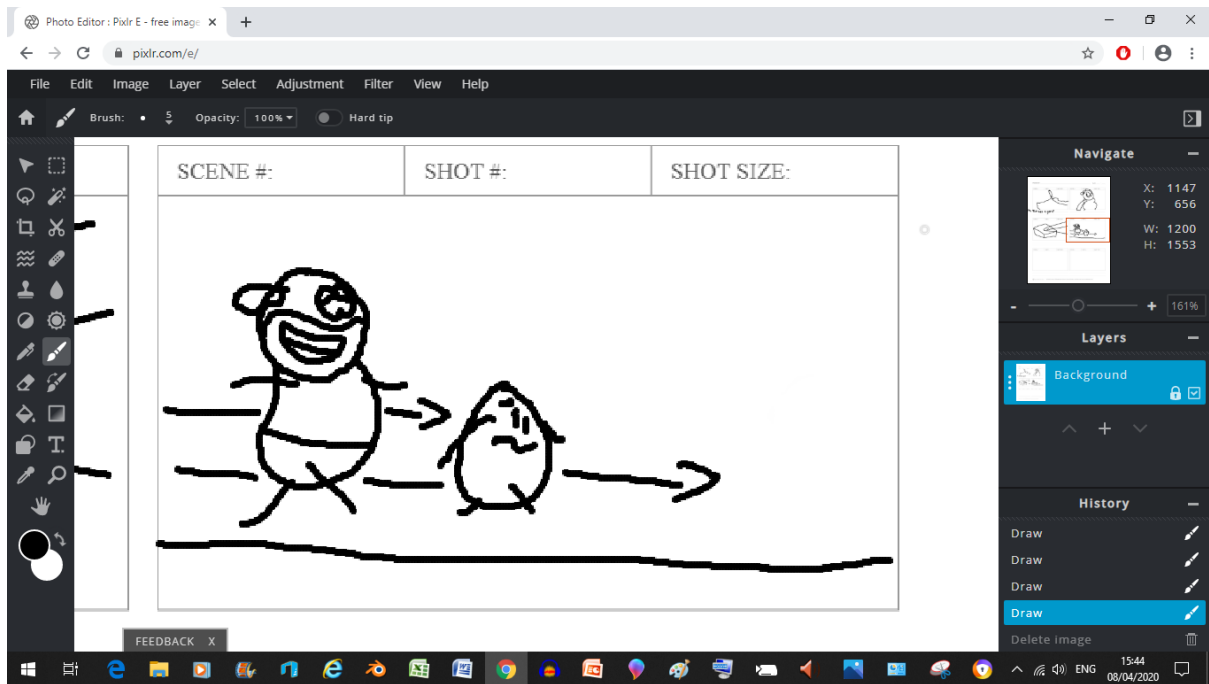 Photo Editor : Pixlr E - free image
pixlr.com/e/
File Edit Image Layer Select Adjustment Filter View Help
Brush: 5 Opacity: 100% Hard tip
SCENE #: SHOT #: SHOT SIZE:
Navigate
X: 1147
Y: 656
W: 1200
H: 1553
161%
Layers
Background
History
Draw
Draw
Draw
Draw
Delete image
FEEDBACK X
ENG 15:44
08/04/2020